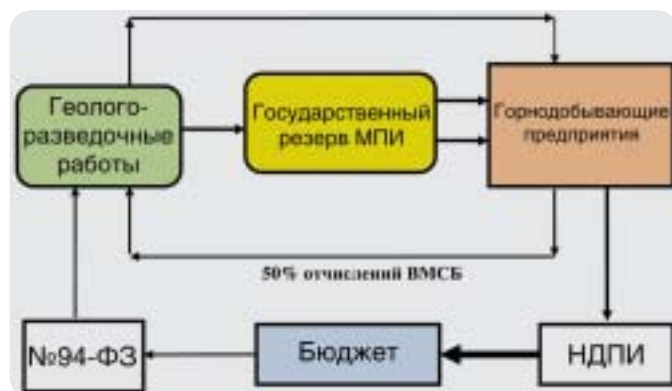 Геолого-
разведочные
работы
Государственный
резерв МПИ
Горнодобывающие
предприятия
50% отчислений ВМСБ
№94-ФЗ
Бюджет
НДПИ